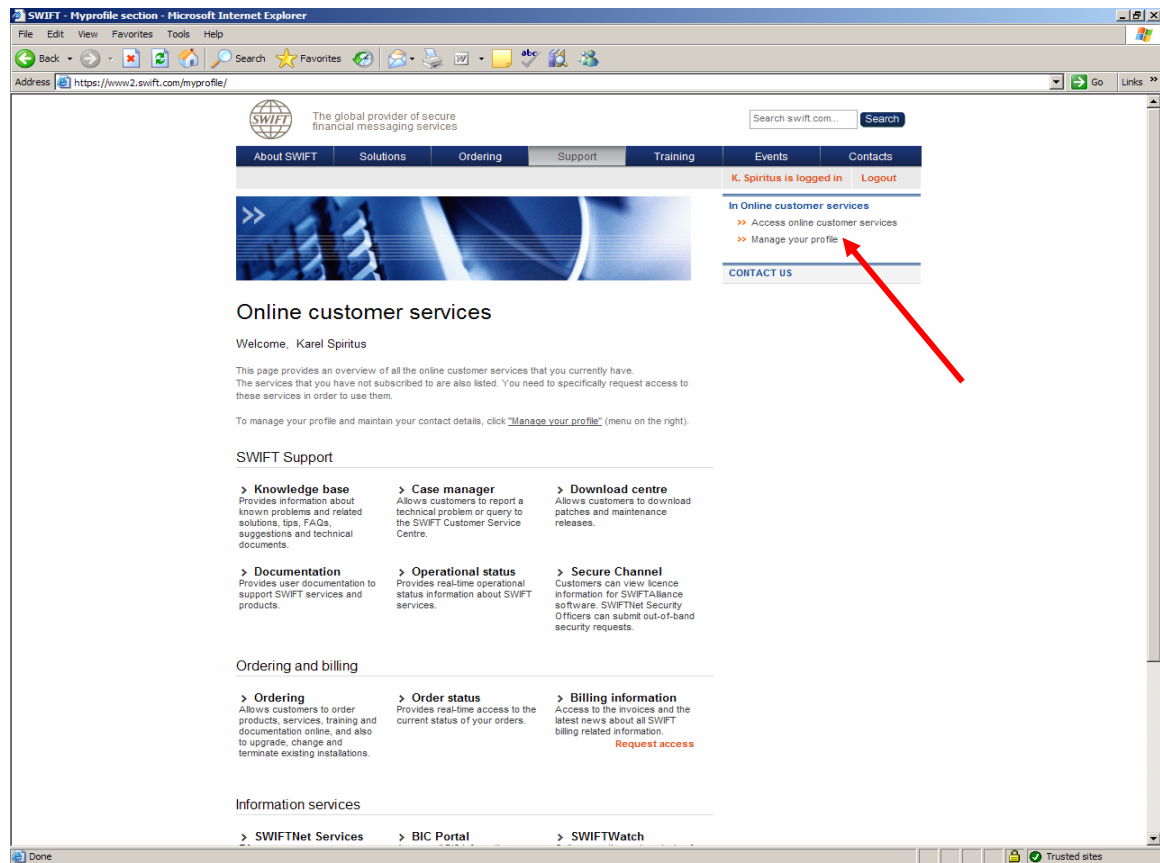 SWIFT - Myprofile section - Microsoft Internet Explorer
File Edit View Favorites Tools Help
Back Search Favorites
Address https://www2.swift.com/myprofile/ Go Links »
SWIFT
The global provider of secure
financial messaging services
Search swift.com... Search
About SWIFT Solutions Ordering Support Training Events Contacts
K. Spiritus is logged in Logout
In Online customer services
>> Access online customer services
>> Manage your profile
CONTACT US
Online customer services
Welcome, Karel Spiritus
This page provides an overview of all the online customer services that you currently have.
The services that you have not subscribed to are also listed. You need to specifically request access to
these services in order to use them.
To manage your profile and maintain your contact details, click "Manage your profile" (menu on the right).
SWIFT Support
> Knowledge base
Provides information about
known problems and related
solutions, tips, FAQs,
suggestions and technical
documents.
> Case manager
Allows customers to report a
technical problem or query to
the SWIFT Customer Service
Centre.
> Download centre
Allows customers to download
patches and maintenance
releases.
> Documentation
Provides user documentation to
support SWIFT services and
products.
> Operational status
Provides real-time operational
status information about SWIFT
services.
> Secure Channel
Customers can view licence
information for SWIFTAlliance
software. SWIFTNet Security
Officers can submit out-of-band
security requests.
Ordering and billing
> Ordering
Allows customers to order
products, services, training and
documentation online, and also
to upgrade, change and
terminate existing installations.
> Order status
Provides real-time access to the
current status of your orders.
> Billing information
Access to the invoices and the
latest news about all SWIFT
billing related information.
Request access
Information services
> SWIFTNet Services
> BIC Portal
> SWIFTWatch
Done Trusted sites